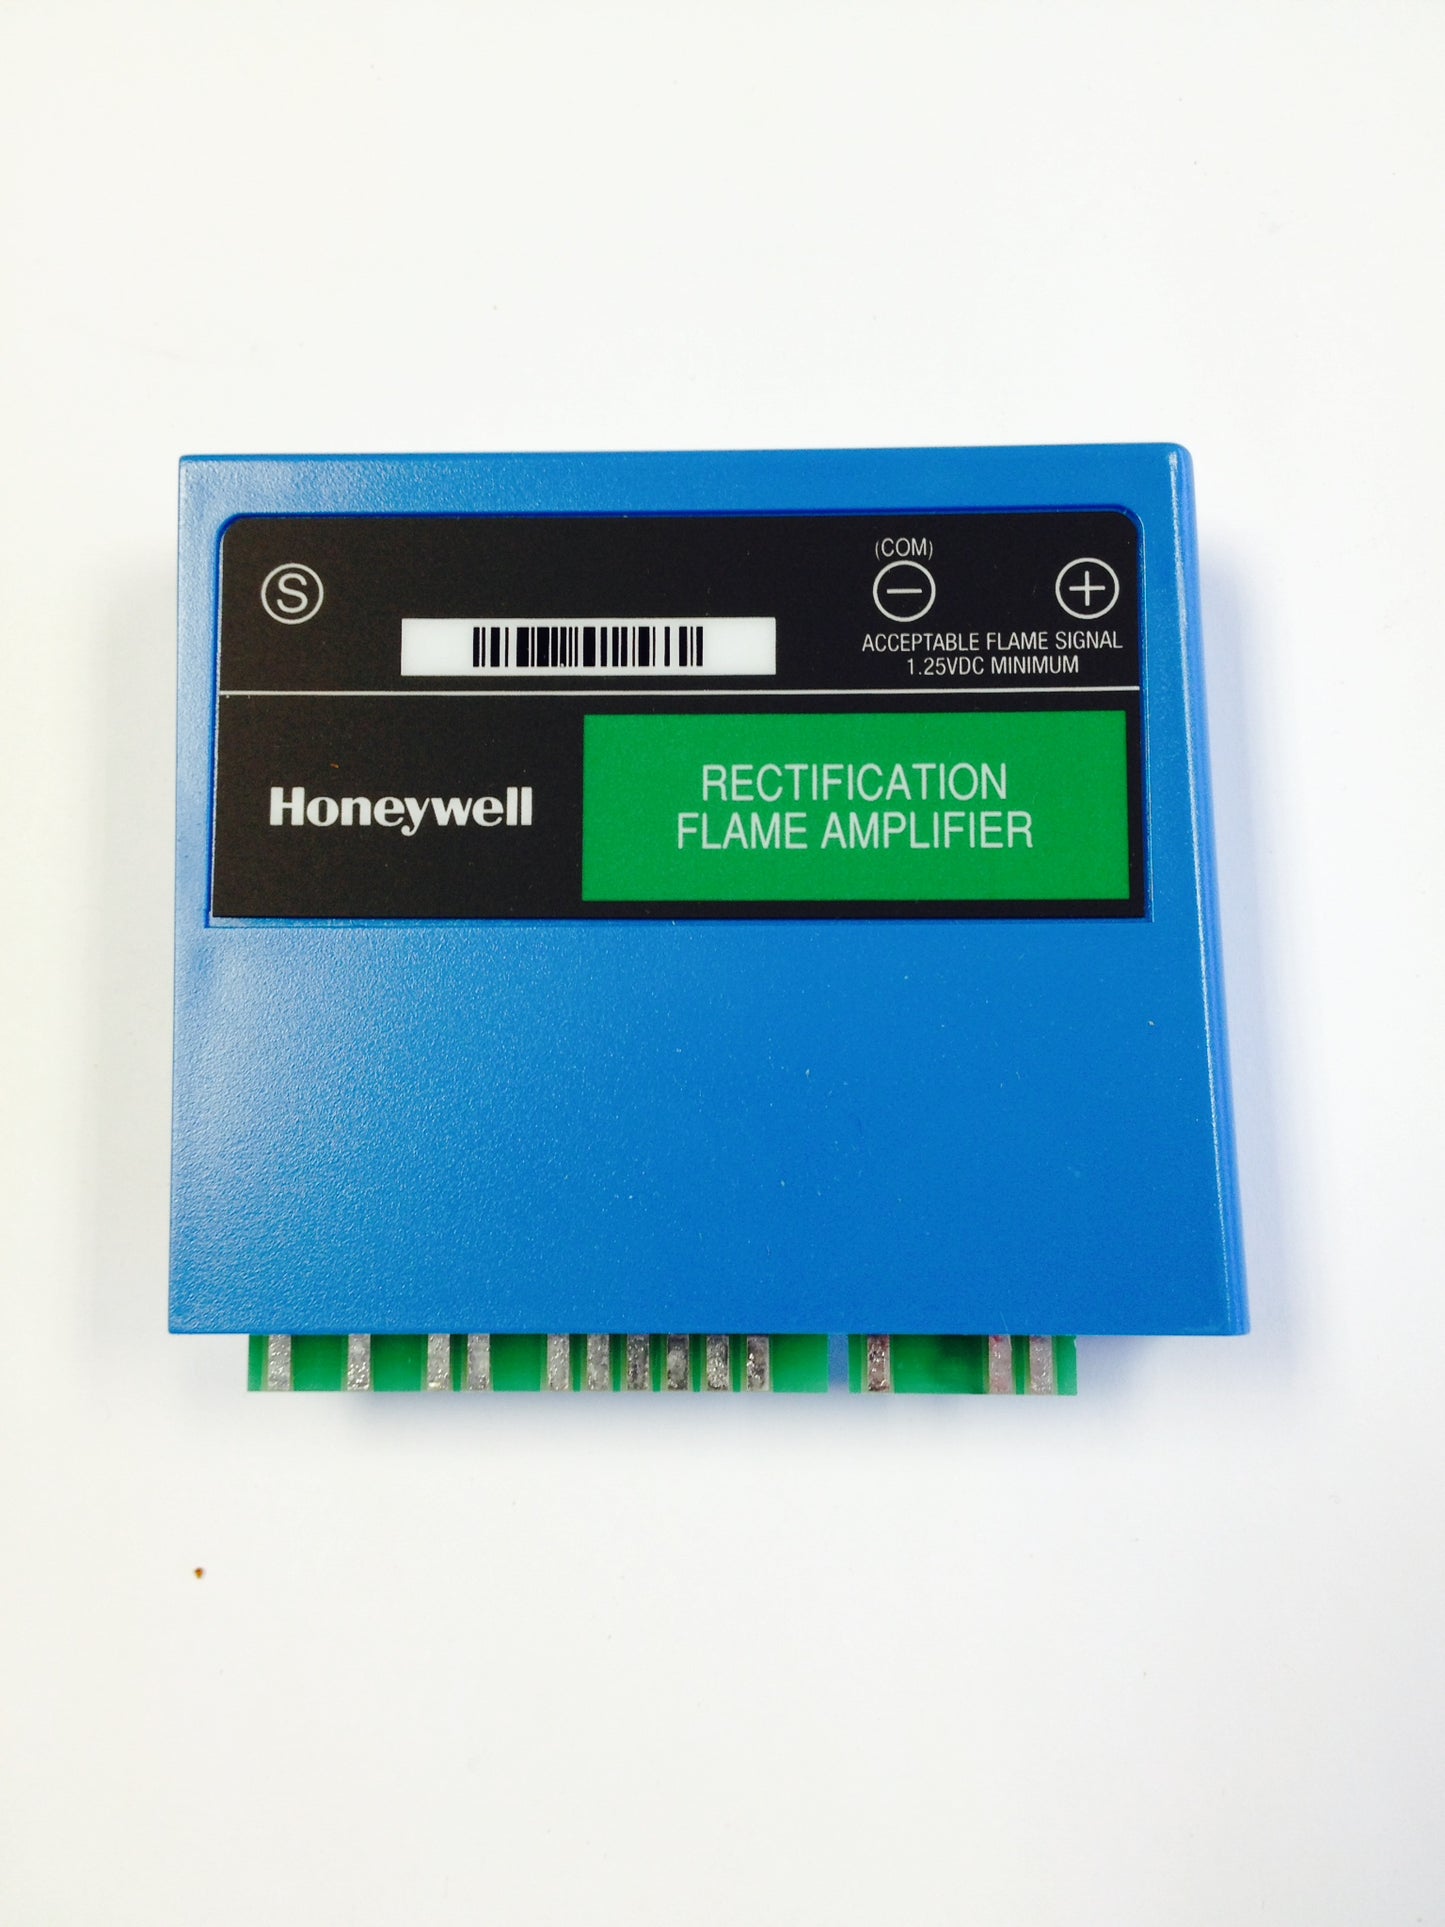 (COM)
S − +
ACCEPTABLE FLAME SIGNAL
1.25VDC MINIMUM
Honeywell
RECTIFICATION
FLAME AMPLIFIER